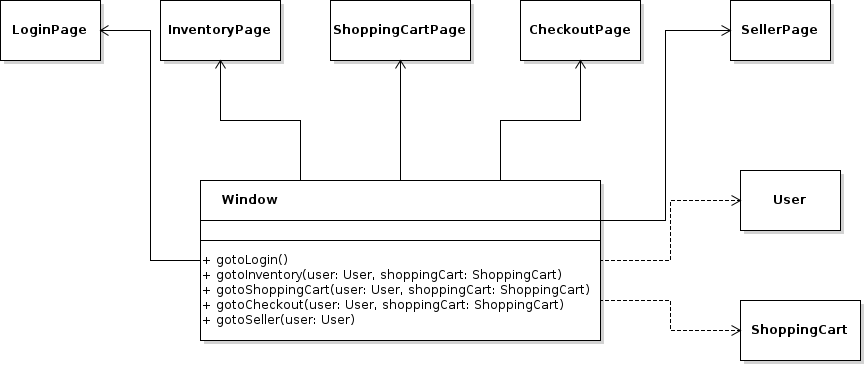 LoginPage
InventoryPage
ShoppingCartPage
CheckoutPage
SellerPage
Window
User
+ gotoLogin()
+ gotoInventory(user: User, shoppingCart: ShoppingCart)
+ gotoShoppingCart(user: User, shoppingCart: ShoppingCart)
+ gotoCheckout(user: User, shoppingCart: ShoppingCart)
+ gotoSeller(user: User)
ShoppingCart